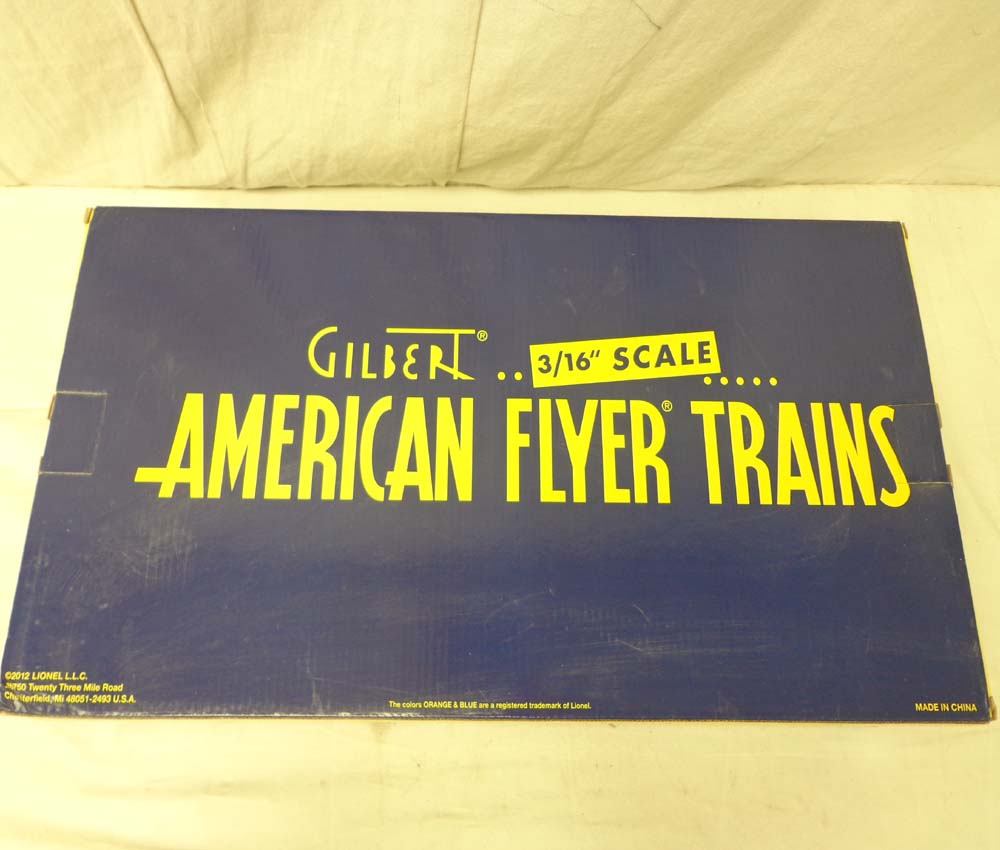 GILBERT®
.. 3/16" SCALE .....
AMERICAN FLYER® TRAINS
©2012 LIONEL L.L.C.
Twenty Three Mile Road
MI 48051-2493 U.S.A.
The colors ORANGE & BLUE are a registered trademark of Lionel.
MADE IN CHINA